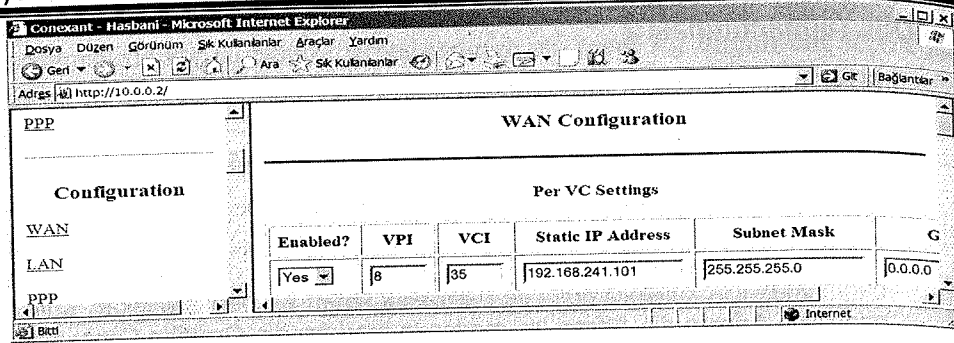 Conexant - Hasbani - Microsoft Internet Explorer
Dosya Düzen Görünüm Sık Kullanılanlar Araçlar Yardım
Geri Ara Sık Kullanılanlar
Adres http://10.0.0.2/ Git Bağlantılar »
PPP
Configuration
WAN
LAN
PPP
WAN Configuration
Per VC Settings
Enabled? VPI VCI Static IP Address Subnet Mask G
Yes 8 35 192.168.241.101 255.255.255.0 0.0.0.0
Bitti Internet